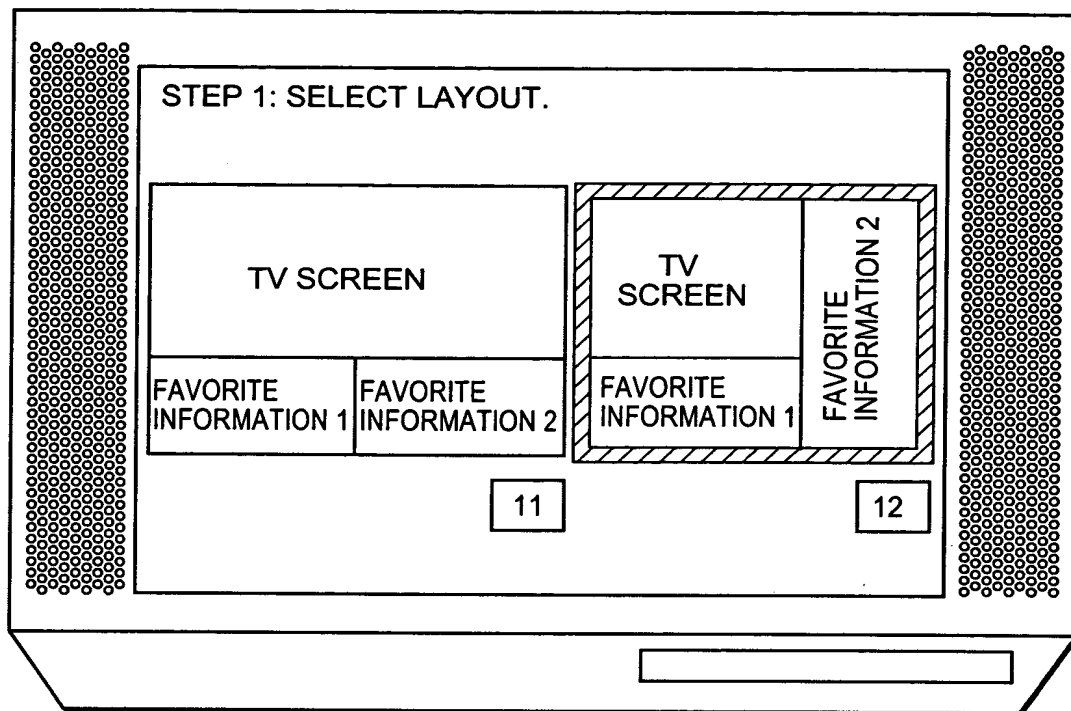 STEP 1: SELECT LAYOUT.
TV SCREEN
FAVORITE
INFORMATION 1
FAVORITE
INFORMATION 2
11
TV
SCREEN
FAVORITE
INFORMATION 1
FAVORITE
INFORMATION 2
12